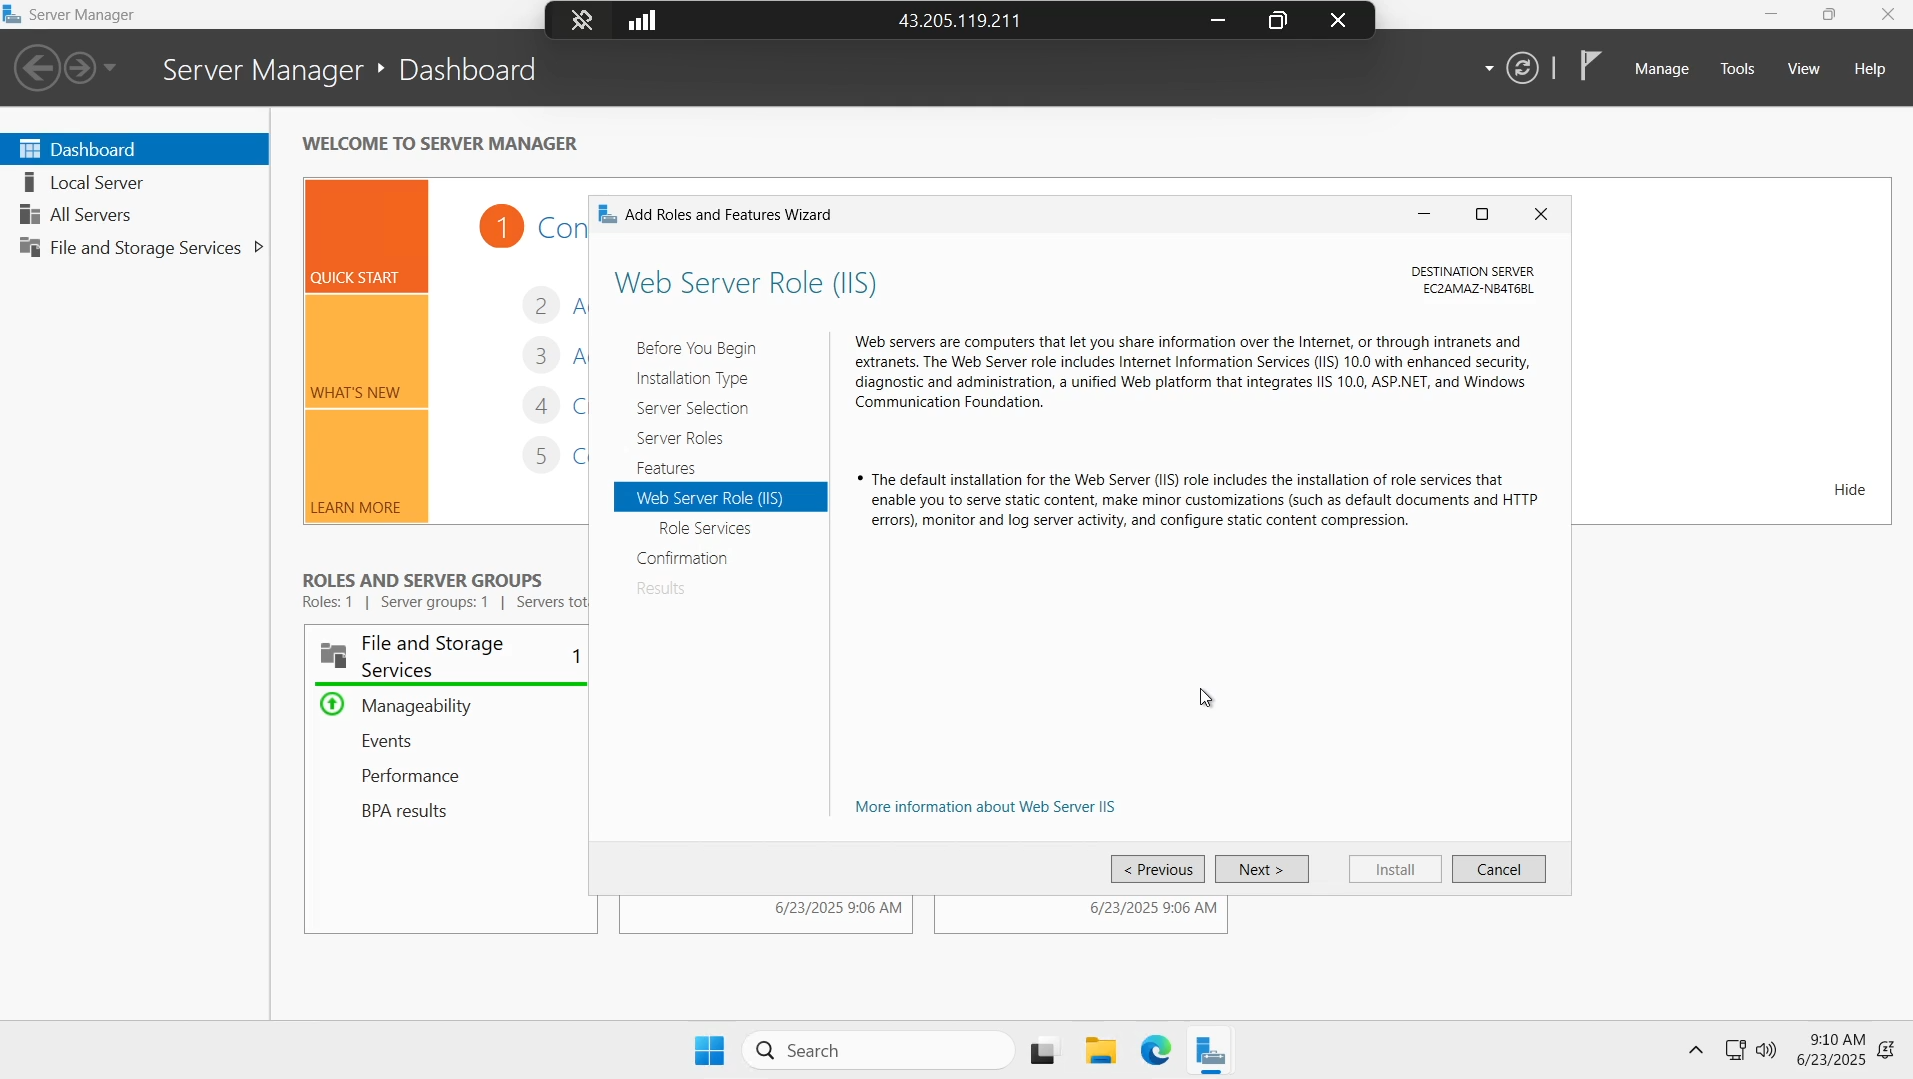 Server Manager
43.205.119.211
Server Manager ‣ Dashboard
Manage Tools View Help
Dashboard
Local Server
All Servers
File and Storage Services
WELCOME TO SERVER MANAGER
QUICK START
WHAT'S NEW
LEARN MORE
1 Con
2 A
3 A
4 C
5 C
Hide
Add Roles and Features Wizard
Web Server Role (IIS)
DESTINATION SERVER
EC2AMAZ-NB4T6BL
Before You Begin
Installation Type
Server Selection
Server Roles
Features
Web Server Role (IIS)
Role Services
Confirmation
Results
Web servers are computers that let you share information over the Internet, or through intranets and
extranets. The Web Server role includes Internet Information Services (IIS) 10.0 with enhanced security,
diagnostic and administration, a unified Web platform that integrates IIS 10.0, ASP.NET, and Windows
Communication Foundation.
• The default installation for the Web Server (IIS) role includes the installation of role services that
enable you to serve static content, make minor customizations (such as default documents and HTTP
errors), monitor and log server activity, and configure static content compression.
More information about Web Server IIS
< Previous Next > Install Cancel
ROLES AND SERVER GROUPS
Roles: 1 | Server groups: 1 | Servers tot
File and Storage
Services
1
Manageability
Events
Performance
BPA results
6/23/2025 9:06 AM
6/23/2025 9:06 AM
Search
9:10 AM
6/23/2025